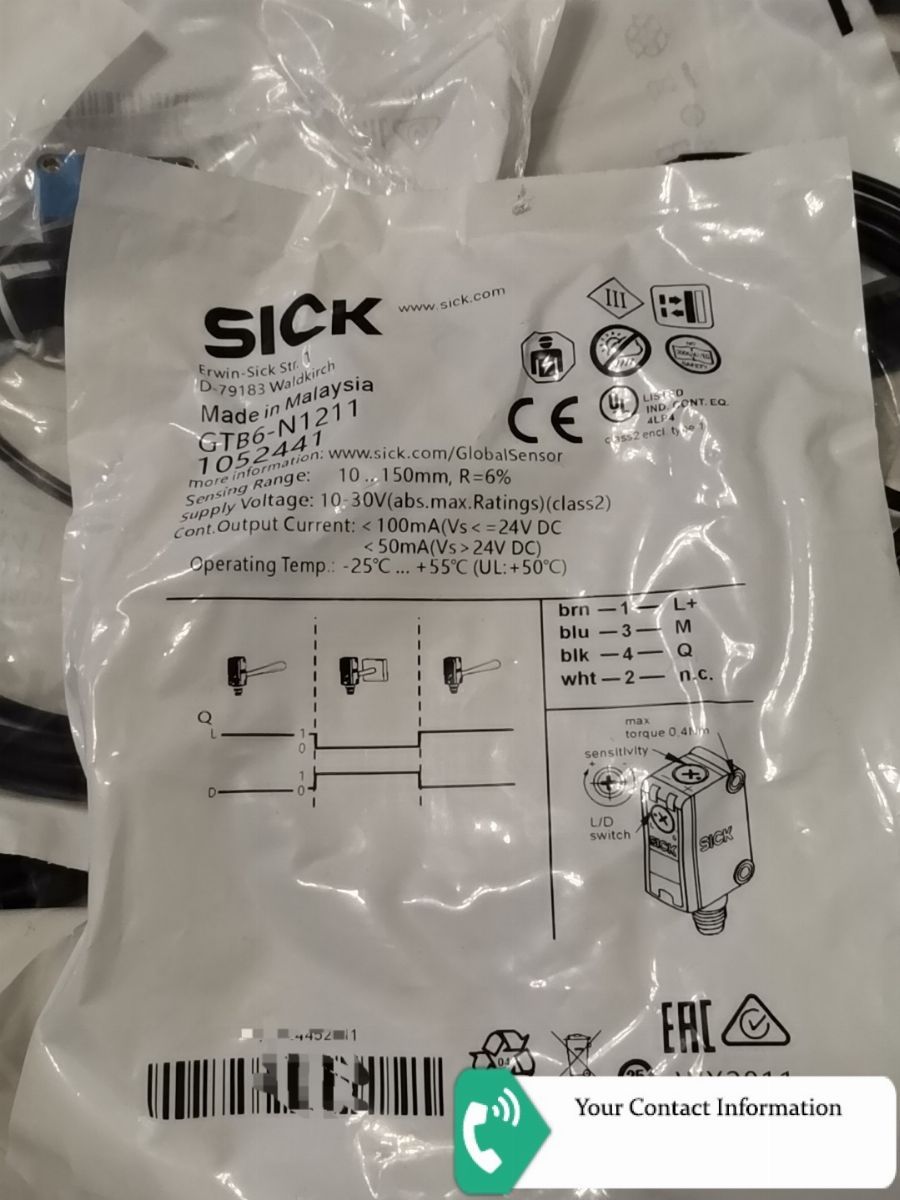 SICK www.sick.com
Erwin-Sick Str. 1
D-79183 Waldkirch
Made in Malaysia
GTB6-N1211
1052441
more information: www.sick.com/GlobalSensor
Sensing Range: 10 ... 150mm, R=6%
supply Voltage: 10-30V(abs.max.Ratings)(class2)
Cont.Output Current: < 100mA(Vs < =24V DC
< 50mA(Vs > 24V DC)
Operating Temp.: -25℃ ... +55℃ (UL:+50℃)
III
CE
UL
LISTED
IND. CONT. EQ.
class2 encl. type 1
brn — 1 — L+
blu — 3 — M
blk — 4 — Q
wht — 2 — n.c.
Q
L
1
0
1
D
0
max
torque 0,4Nm
sensitivity
+ -
L/D
switch
SICK
SICK
EAC
04
25
Your Contact Information